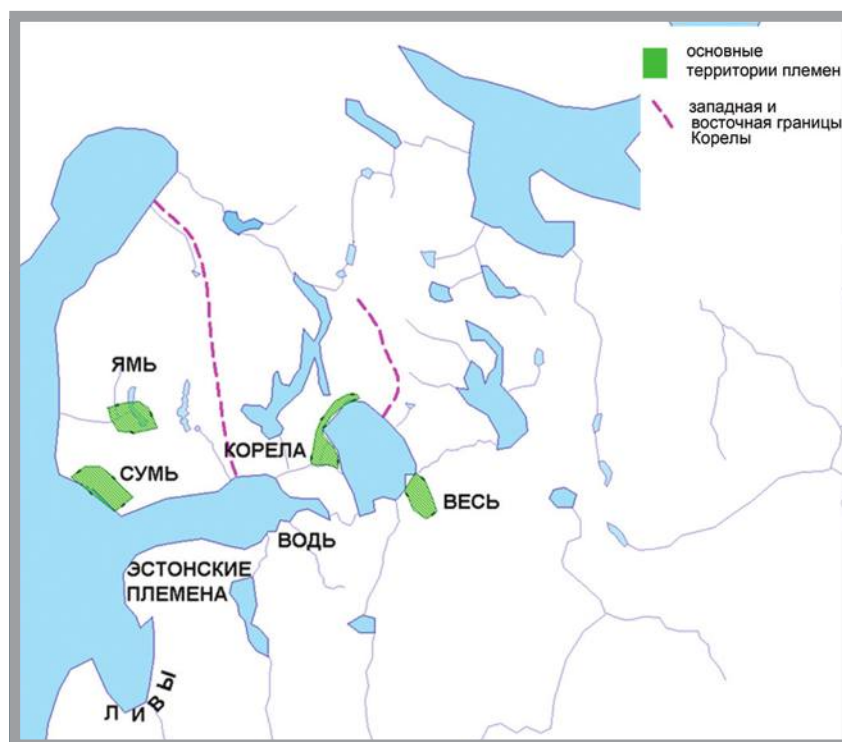 основные
территории племен
западная и
восточная границы
Корелы
ЯМЬ
КОРЕЛА
СУМЬ
ВЕСЬ
ВОДЬ
ЭСТОНСКИЕ
ПЛЕМЕНА
ЛИВЫ